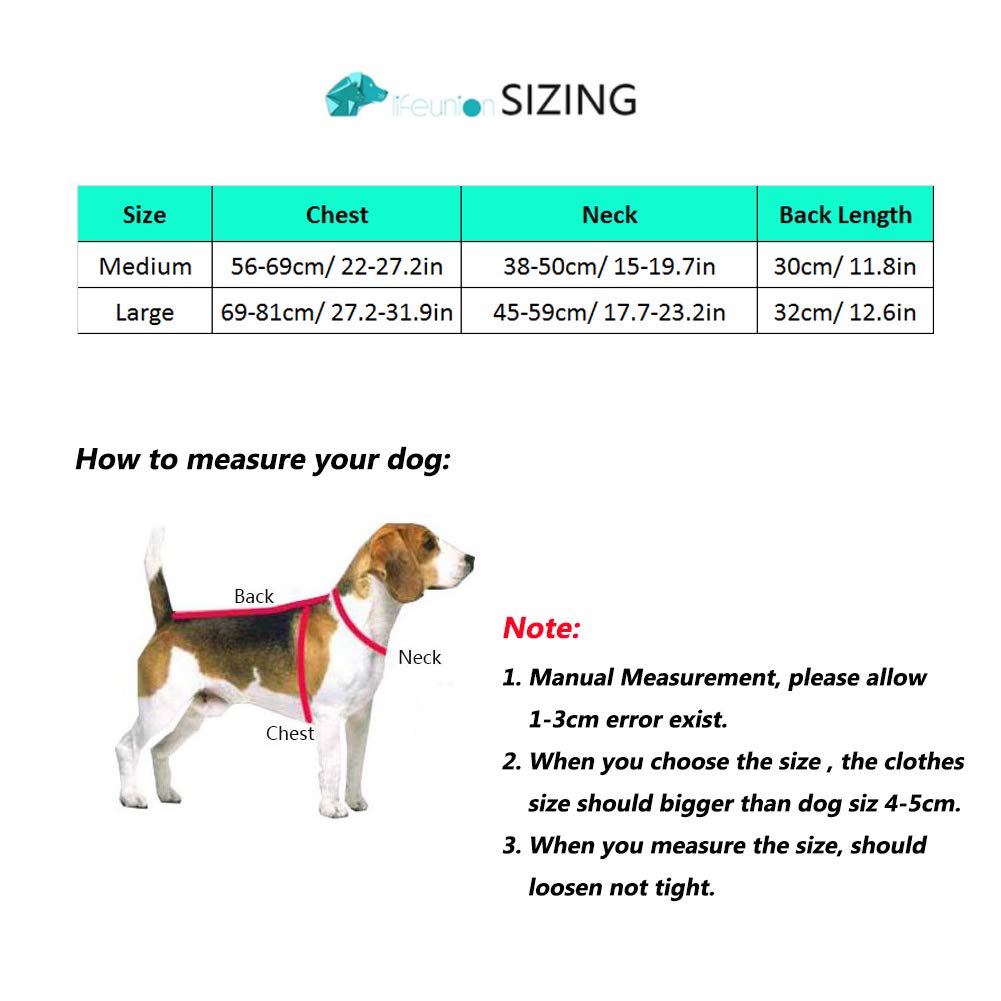 lifeunion SIZING
Size Chest Neck Back Length
Medium 56-69cm/ 22-27.2in 38-50cm/ 15-19.7in 30cm/ 11.8in
Large 69-81cm/ 27.2-31.9in 45-59cm/ 17.7-23.2in 32cm/ 12.6in
How to measure your dog:
Back
Neck
Chest
Note:
1. Manual Measurement, please allow
1-3cm error exist.
2. When you choose the size , the clothes
size should bigger than dog siz 4-5cm.
3. When you measure the size, should
loosen not tight.